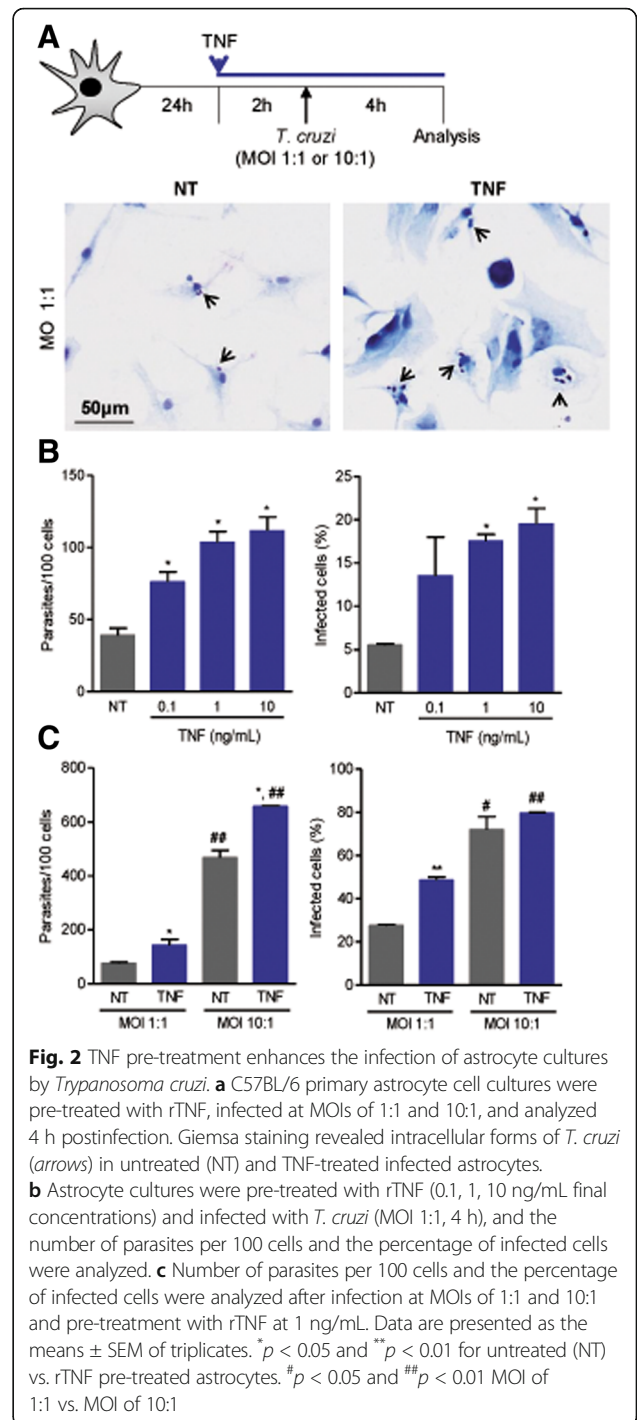 A
TNF
24h 2h 4h
T. cruzi Analysis
(MOI 1:1 or 10:1)
NT TNF
MO 1:1
50µm
B
Parasites/100 cells
150
100
50
0
* * *
NT 0.1 1 10
TNF (ng/mL)
Infected cells (%)
25
20
15
10
5
0
* *
NT 0.1 1 10
TNF (ng/mL)
C
Parasites/100 cells
800
600
400
200
0
* ## *, ##
NT TNF NT TNF
MOI 1:1 MOI 10:1
Infected cells (%)
100
80
60
40
20
0
** # ##
NT TNF NT TNF
MOI 1:1 MOI 10:1
Fig. 2 TNF pre-treatment enhances the infection of astrocyte cultures
by Trypanosoma cruzi. a C57BL/6 primary astrocyte cell cultures were
pre-treated with rTNF, infected at MOIs of 1:1 and 10:1, and analyzed
4 h postinfection. Giemsa staining revealed intracellular forms of T. cruzi
(arrows) in untreated (NT) and TNF-treated infected astrocytes.
b Astrocyte cultures were pre-treated with rTNF (0.1, 1, 10 ng/mL final
concentrations) and infected with T. cruzi (MOI 1:1, 4 h), and the
number of parasites per 100 cells and the percentage of infected cells
were analyzed. c Number of parasites per 100 cells and the percentage
of infected cells were analyzed after infection at MOIs of 1:1 and 10:1
and pre-treatment with rTNF at 1 ng/mL. Data are presented as the
means ± SEM of triplicates. *p < 0.05 and **p < 0.01 for untreated (NT)
vs. rTNF pre-treated astrocytes. #p < 0.05 and ##p < 0.01 MOI of
1:1 vs. MOI of 10:1